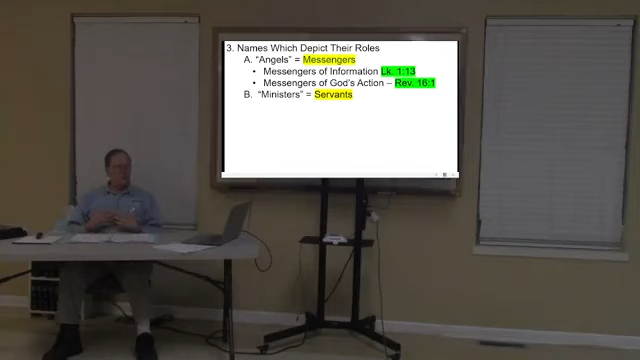 3. Names Which Depict Their Roles
A. “Angels” = Messengers
• Messengers of Information Lk. 1:13
• Messengers of God’s Action – Rev. 16:1
B. “Ministers” = Servants